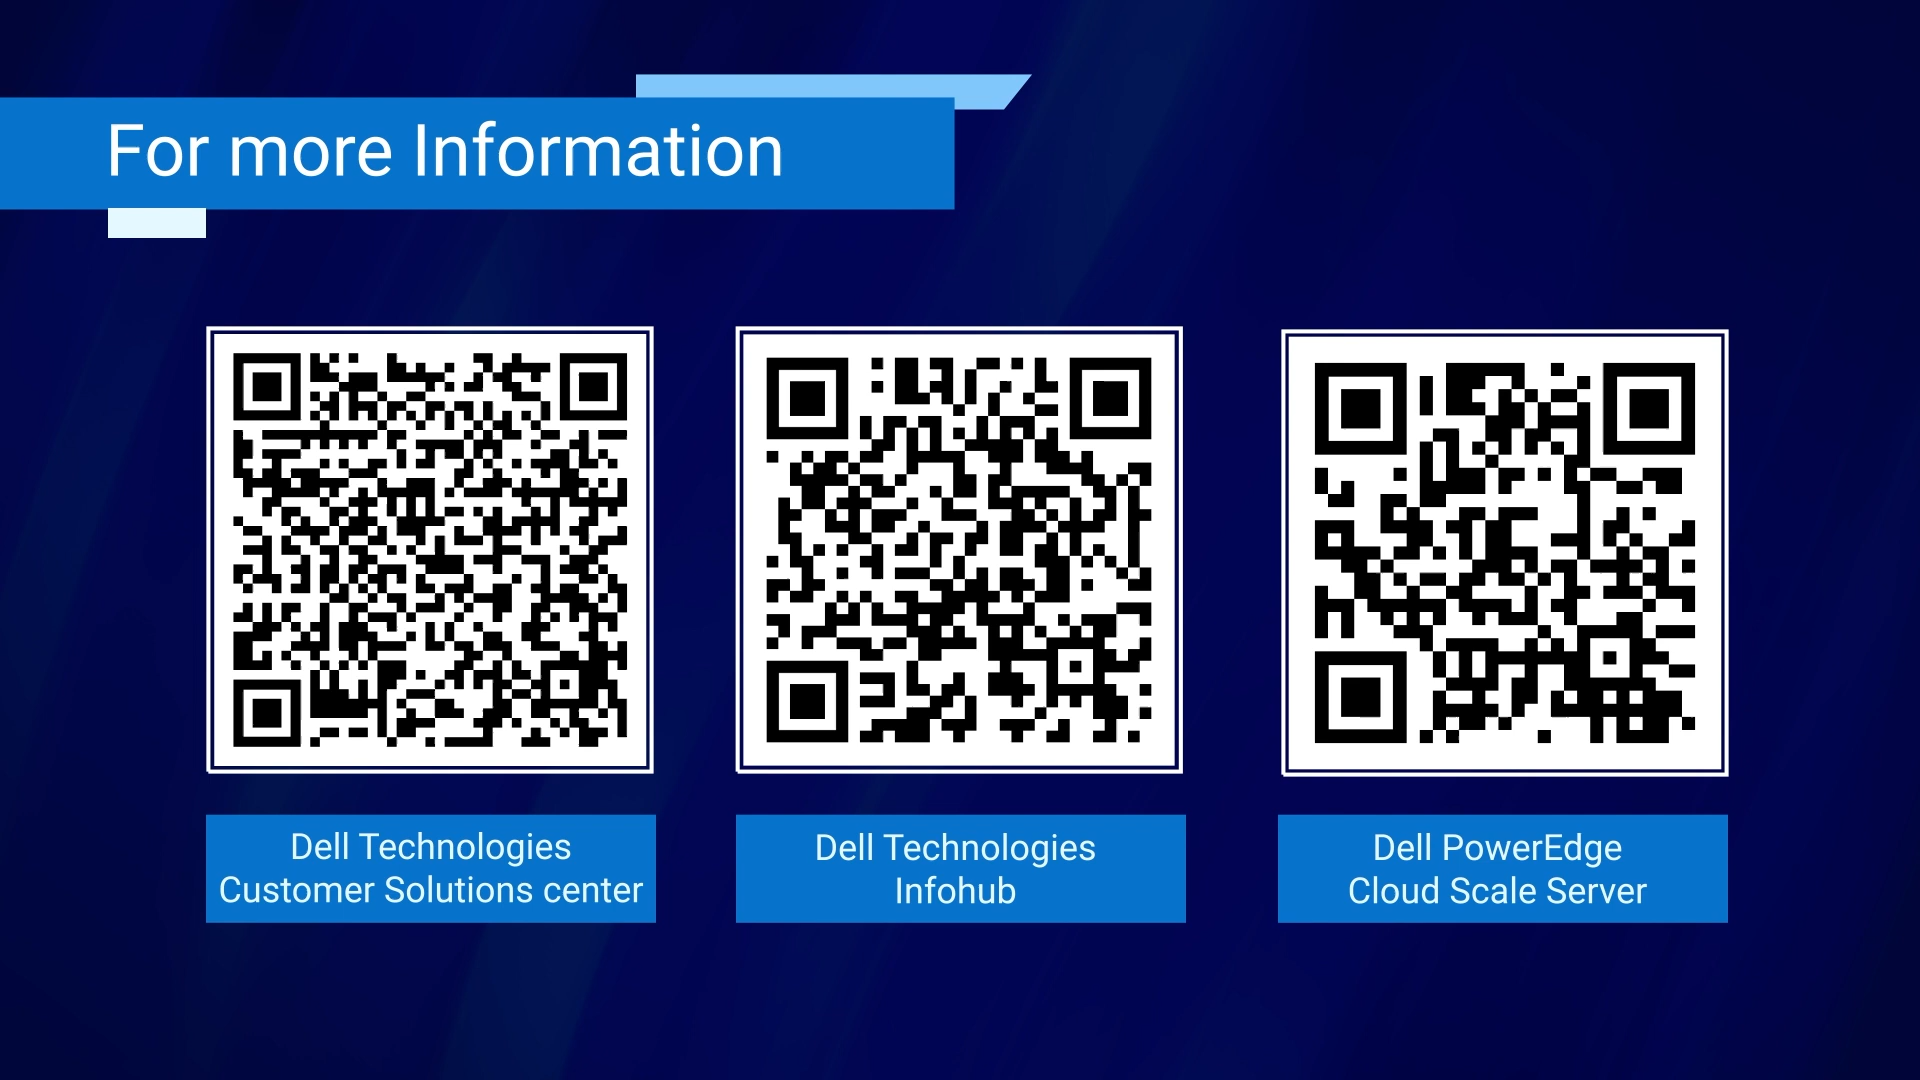 For more Information
Dell Technologies
Customer Solutions center
Dell Technologies
Infohub
Dell PowerEdge
Cloud Scale Server